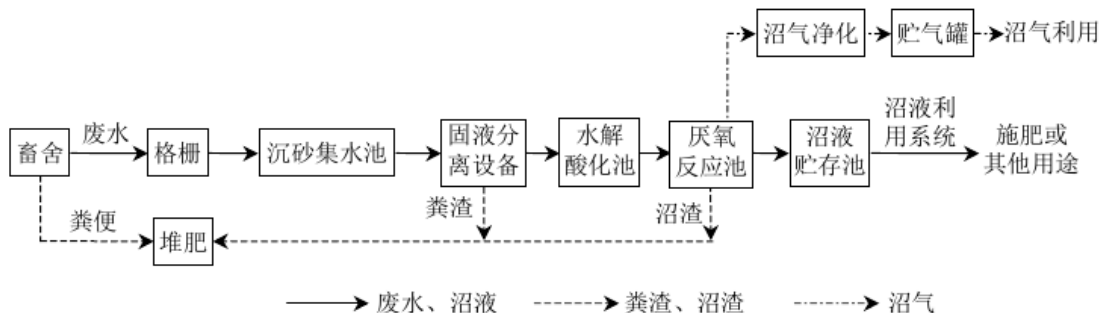 沼气净化
贮气罐
沼气利用
畜舍
废水
格栅
沉砂集水池
固液分
离设备
水解
酸化池
厌氧
反应池
沼液
贮存池
沼液利
用系统
施肥或
其他用途
粪便
堆肥
粪渣
沼渣
废水、沼液
粪渣、沼渣
沼气